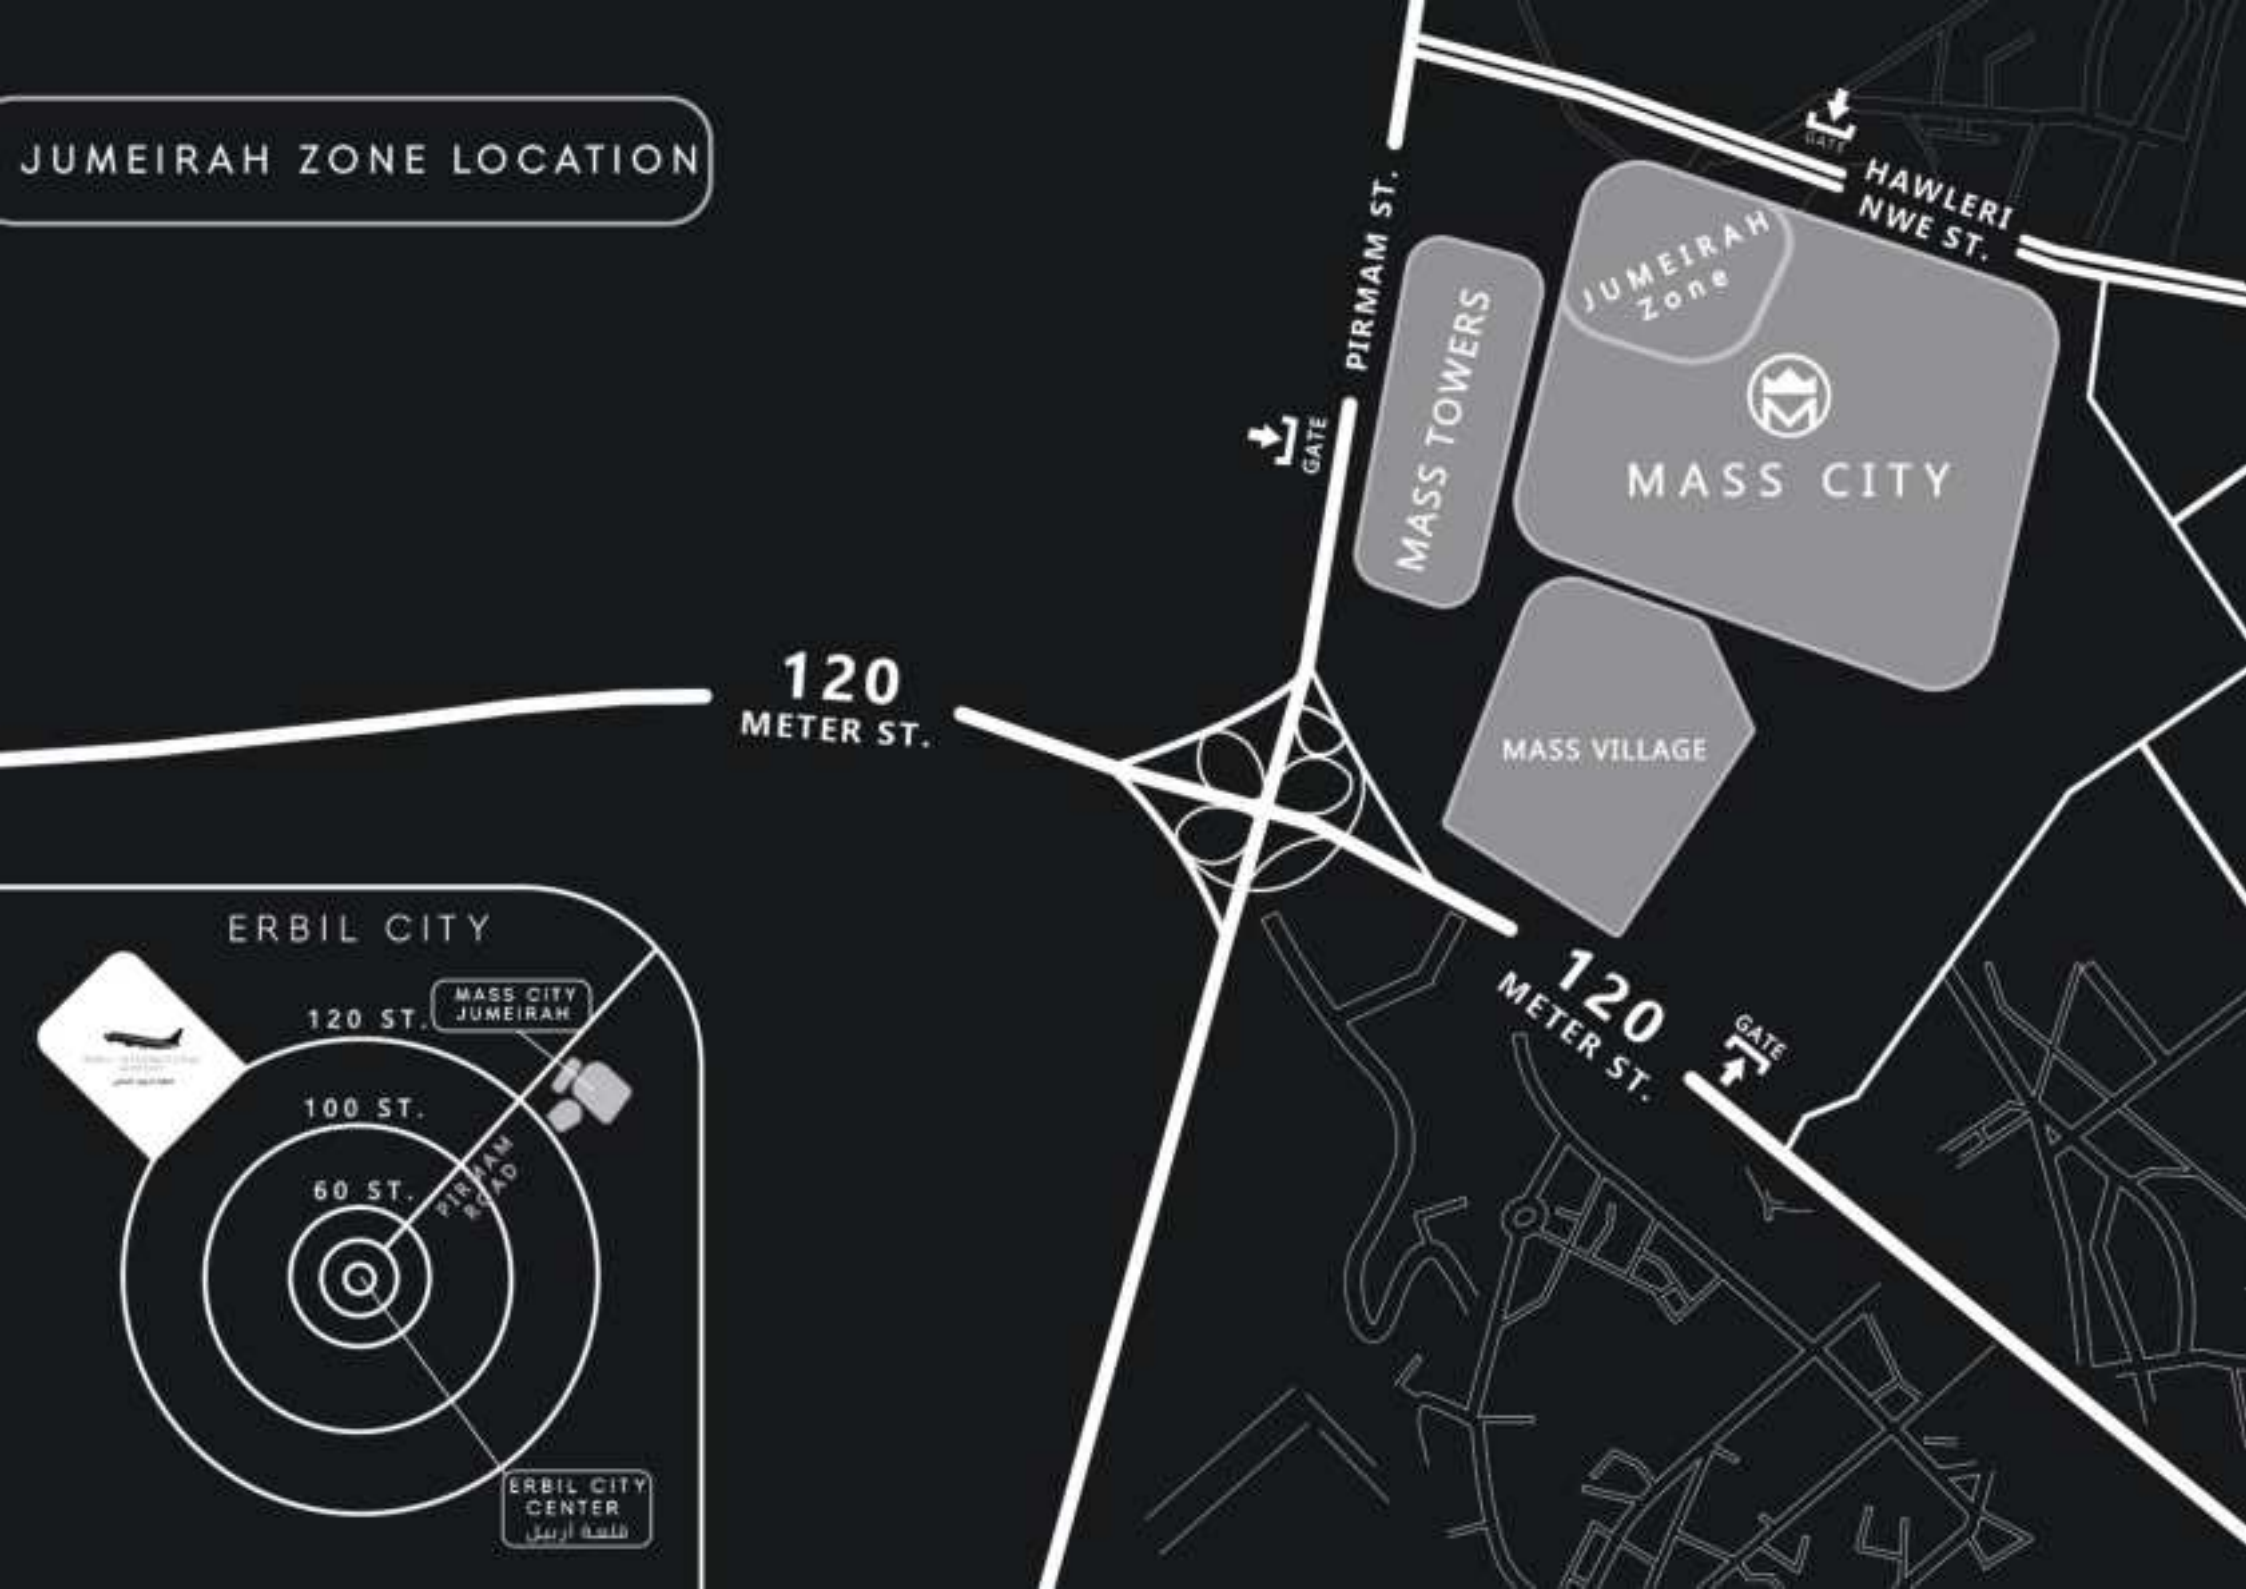 JUMEIRAH ZONE LOCATION
GATE
HAWLERI
NWE ST.
PIRMAM ST.
JUMEIRAH
Zone
MASS TOWERS
GATE
MASS CITY
120
METER ST.
MASS VILLAGE
120
METER ST.
GATE
ERBIL CITY
MASS CITY
JUMEIRAH
120 ST.
100 ST.
60 ST.
PIRMAM
ROAD
ERBIL CITY
CENTER
قلعة أربيل